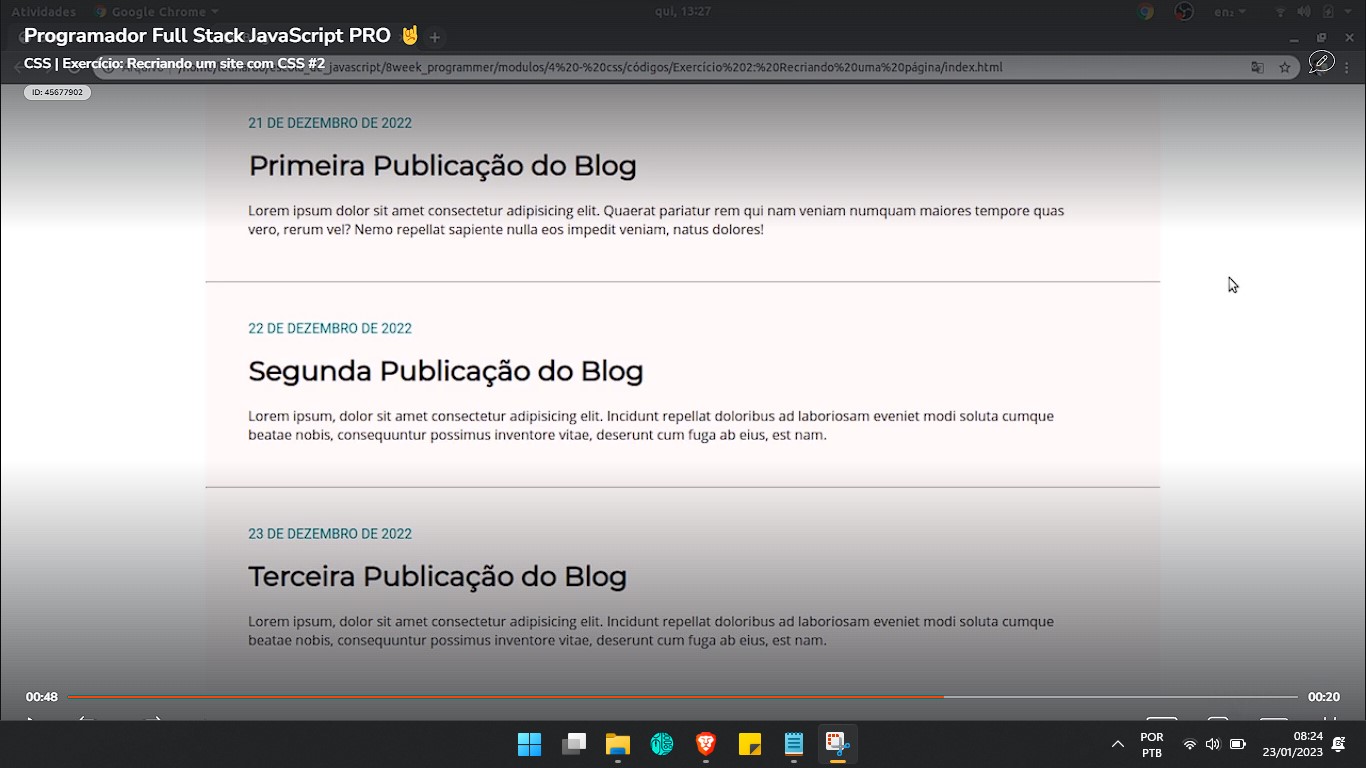 Atividades
Google Chrome
qui, 13:27
en₂
Programador Full Stack JavaScript PRO 🤘
CSS | Exercício: Recriando um site com CSS #2
javascript/8week_programmer/modulos/4%20-%20css/códigos/Exercício%202:%20Recriando%20uma%20página/index.html
ID: 45677902
21 DE DEZEMBRO DE 2022
Primeira Publicação do Blog
Lorem ipsum dolor sit amet consectetur adipisicing elit. Quaerat pariatur rem qui nam veniam numquam maiores tempore quas
vero, rerum vel? Nemo repellat sapiente nulla eos impedit veniam, natus dolores!
22 DE DEZEMBRO DE 2022
Segunda Publicação do Blog
Lorem ipsum, dolor sit amet consectetur adipisicing elit. Incidunt repellat doloribus ad laboriosam eveniet modi soluta cumque
beatae nobis, consequuntur possimus inventore vitae, deserunt cum fuga ab eius, est nam.
23 DE DEZEMBRO DE 2022
Terceira Publicação do Blog
Lorem ipsum, dolor sit amet consectetur adipisicing elit. Incidunt repellat doloribus ad laboriosam eveniet modi soluta cumque
beatae nobis, consequuntur possimus inventore vitae, deserunt cum fuga ab eius, est nam.
00:48
00:20
POR
PTB
08:24
23/01/2023